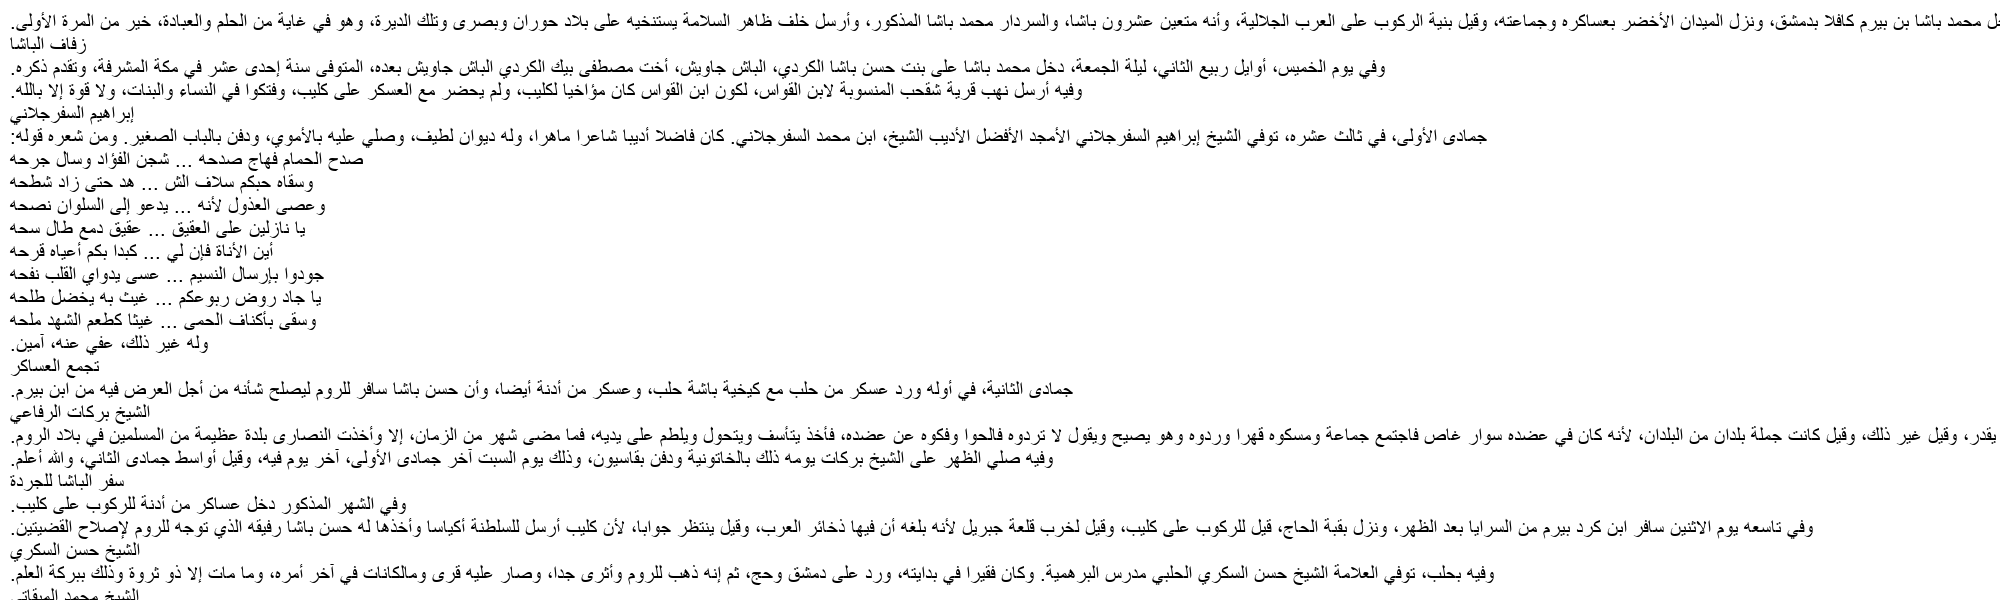 محمد باشا بن بيرم كافلا بدمشق، ونزل الميدان الأخضر بعساكره وجماعته، وقيل بنية الركوب على العرب الجلالية، وأنه متعين عشرون باشا، والسردار محمد باشا المذكور، وأرسل خلف ظاهر السلامة يستنخيه على بلاد حوران وبصرى وتلك الديرة، وهو في غاية من الحلم والعبادة، خير من المرة الأولى.
زفاف الباشا
وفي يوم الخميس، أوايل ربيع الثاني، ليلة الجمعة، دخل محمد باشا على بنت حسن باشا الكردي، الباش جاويش، أخت مصطفى بيك الكردي الباش جاويش بعده، المتوفى سنة إحدى عشر في مكة المشرفة، وتقدم ذكره.
وفيه أرسل نهب قرية شقحب المنسوبة لابن القواس، لكون ابن القواس كان مؤاخيا لكليب، ولم يحضر مع العسكر على كليب، وفتكوا في النساء والبنات، ولا قوة إلا بالله.
إبراهيم السفرجلاني
جمادى الأولى، في ثالث عشره، توفي الشيخ إبراهيم السفرجلاني الأمجد الأفضل الأديب الشيخ، ابن محمد السفرجلاني. كان فاضلا أديبا شاعرا ماهرا، وله ديوان لطيف، وصلي عليه بالأموي، ودفن بالباب الصغير. ومن شعره قوله:
صدح الحمام فهاج صدحه ... شجن الفؤاد وسال جرحه
وسقاه حبكم سلاف الش ... هد حتى زاد شطحه
وعصى العذول لأنه ... يدعو إلى السلوان نصحه
يا نازلين على العقيق ... عقيق دمع طال سحه
أين الأناة فإن لي ... كبدا بكم أعياه قرحه
جودوا بإرسال النسيم ... عسى يدواي القلب نفحه
يا جاد روض ربوعكم ... غيث به يخضل طلحه
وسقى بأكناف الحمى ... غيثا كطعم الشهد ملحه
وله غير ذلك، عفي عنه، آمين.
تجمع العساكر
جمادى الثانية، في أوله ورد عسكر من حلب مع كيخية باشة حلب، وعسكر من أدنة أيضا، وأن حسن باشا سافر للروم ليصلح شأنه من أجل العرض فيه من ابن بيرم.
الشيخ بركات الرفاعي
يقدر، وقيل غير ذلك، وقيل كانت جملة بلدان من البلدان، لأنه كان في عضده سوار غاص فاجتمع جماعة ومسكوه قهرا وردوه وهو يصيح ويقول لا تردوه فالحوا وفكوه عن عضده، فأخذ يتأسف ويتحول ويلطم على يديه، فما مضى شهر من الزمان، إلا وأخذت النصارى بلدة عظيمة من المسلمين في بلاد الروم.
وفيه صلي الظهر على الشيخ بركات يومه ذلك بالخاتونية ودفن بقاسيون، وذلك يوم السبت آخر جمادى الأولى، آخر يوم فيه، وقيل أواسط جمادى الثاني، والله أعلم.
سفر الباشا للجردة
وفي الشهر المذكور دخل عساكر من أدنة للركوب على كليب.
وفي تاسعه يوم الاثنين سافر ابن كرد بيرم من السرايا بعد الظهر، ونزل بقبة الحاج، قيل للركوب على كليب، وقيل لخرب قلعة جبريل لأنه بلغه أن فيها ذخائر العرب، وقيل ينتظر جوابا، لأن كليب أرسل للسلطنة أكياسا وأخذها له حسن باشا رفيقه الذي توجه للروم لإصلاح القضيتين.
الشيخ حسن السكري
وفيه بحلب، توفي العلامة الشيخ حسن السكري الحلبي مدرس البرهمية. وكان فقيرا في بدايته، ورد على دمشق وحج، ثم إنه ذهب للروم وأثرى جدا، وصار عليه قرى ومالكانات في آخر أمره، وما مات إلا ذو ثروة وذلك ببركة العلم.
الشيخ محمد الميقاتي